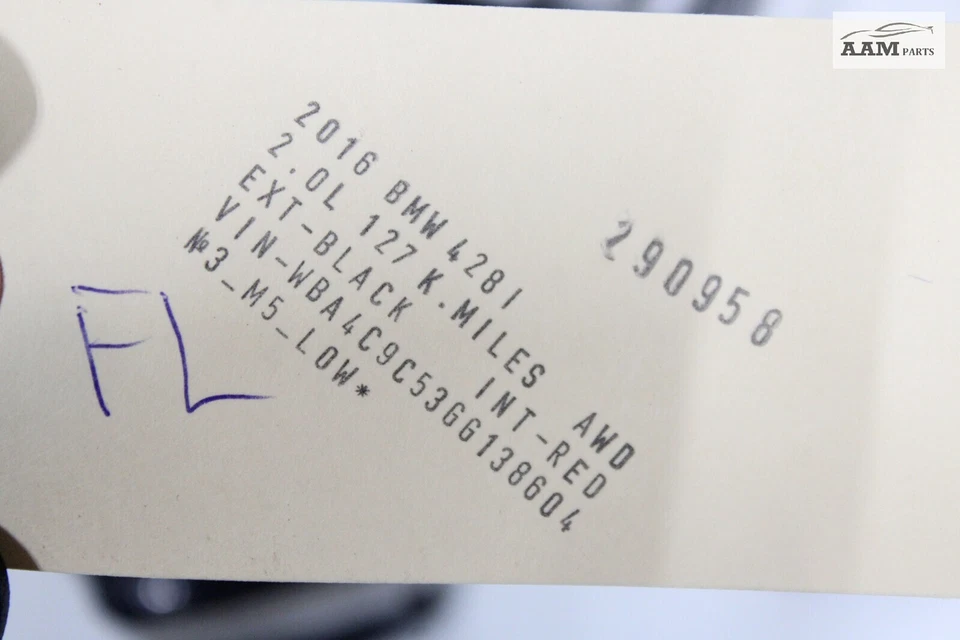 AAM PARTS
2016 BMW 428I
2.0L 127 K.MILES AWD
EXT-BLACK INT-RED
VIN-WBA4C9C53GG138604
№3_M5_LOW*
290958
FL